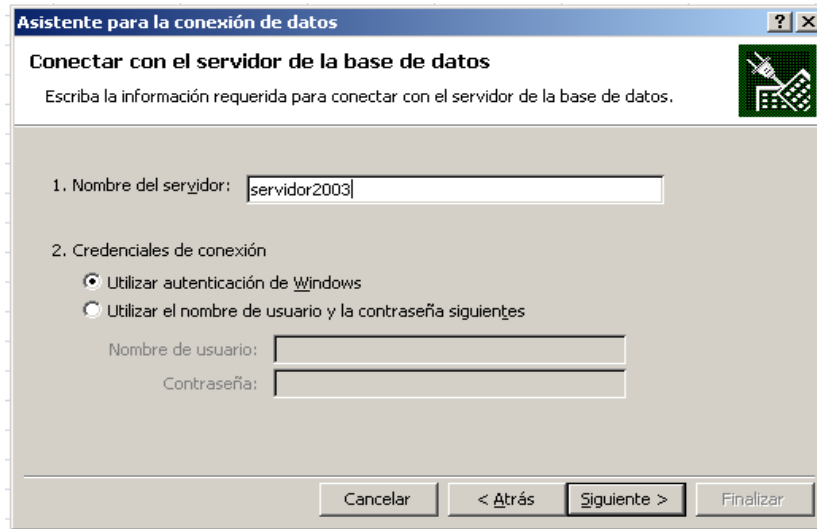 Asistente para la conexión de datos
Conectar con el servidor de la base de datos
Escriba la información requerida para conectar con el servidor de la base de datos.
1. Nombre del servidor: servidor2003
2. Credenciales de conexión
Utilizar autenticación de Windows
Utilizar el nombre de usuario y la contraseña siguientes
Nombre de usuario:
Contraseña:
Cancelar < Atrás Siguiente > Finalizar